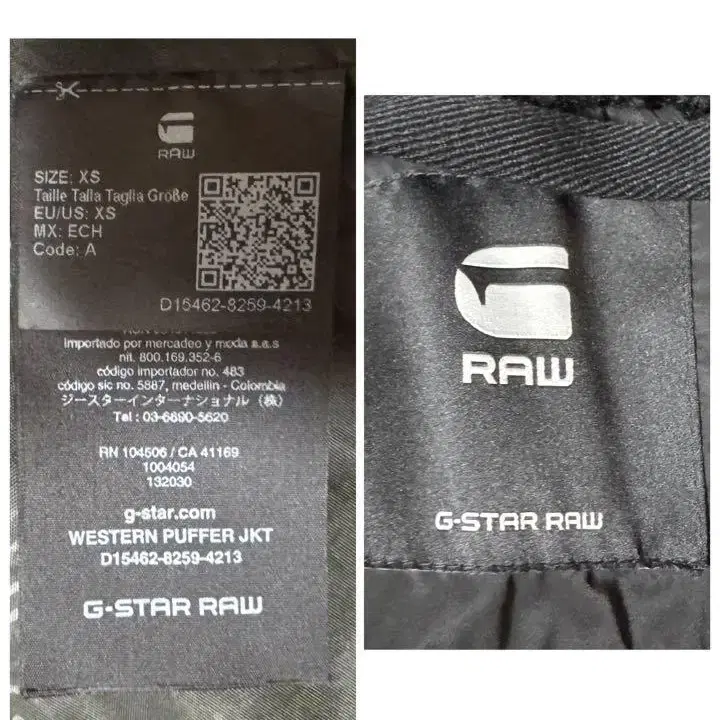 RAW
SIZE: XS
Taille Talla Taglia Größe
EU/US: XS
MX: ECH
Code: A
D15462-8259-4213
importado por mercadeo y moda s.a.s
nit. 800.169.352-6
código importador no. 483
código sic no. 5887, medellin - Colombia
ジースターインターナショナル（株）
Tel : 03-6690-5620
RN 104506 / CA 41169
1004054
132030
g-star.com
WESTERN PUFFER JKT
D15462-8259-4213
G-STAR RAW
RAW
G-STAR RAW